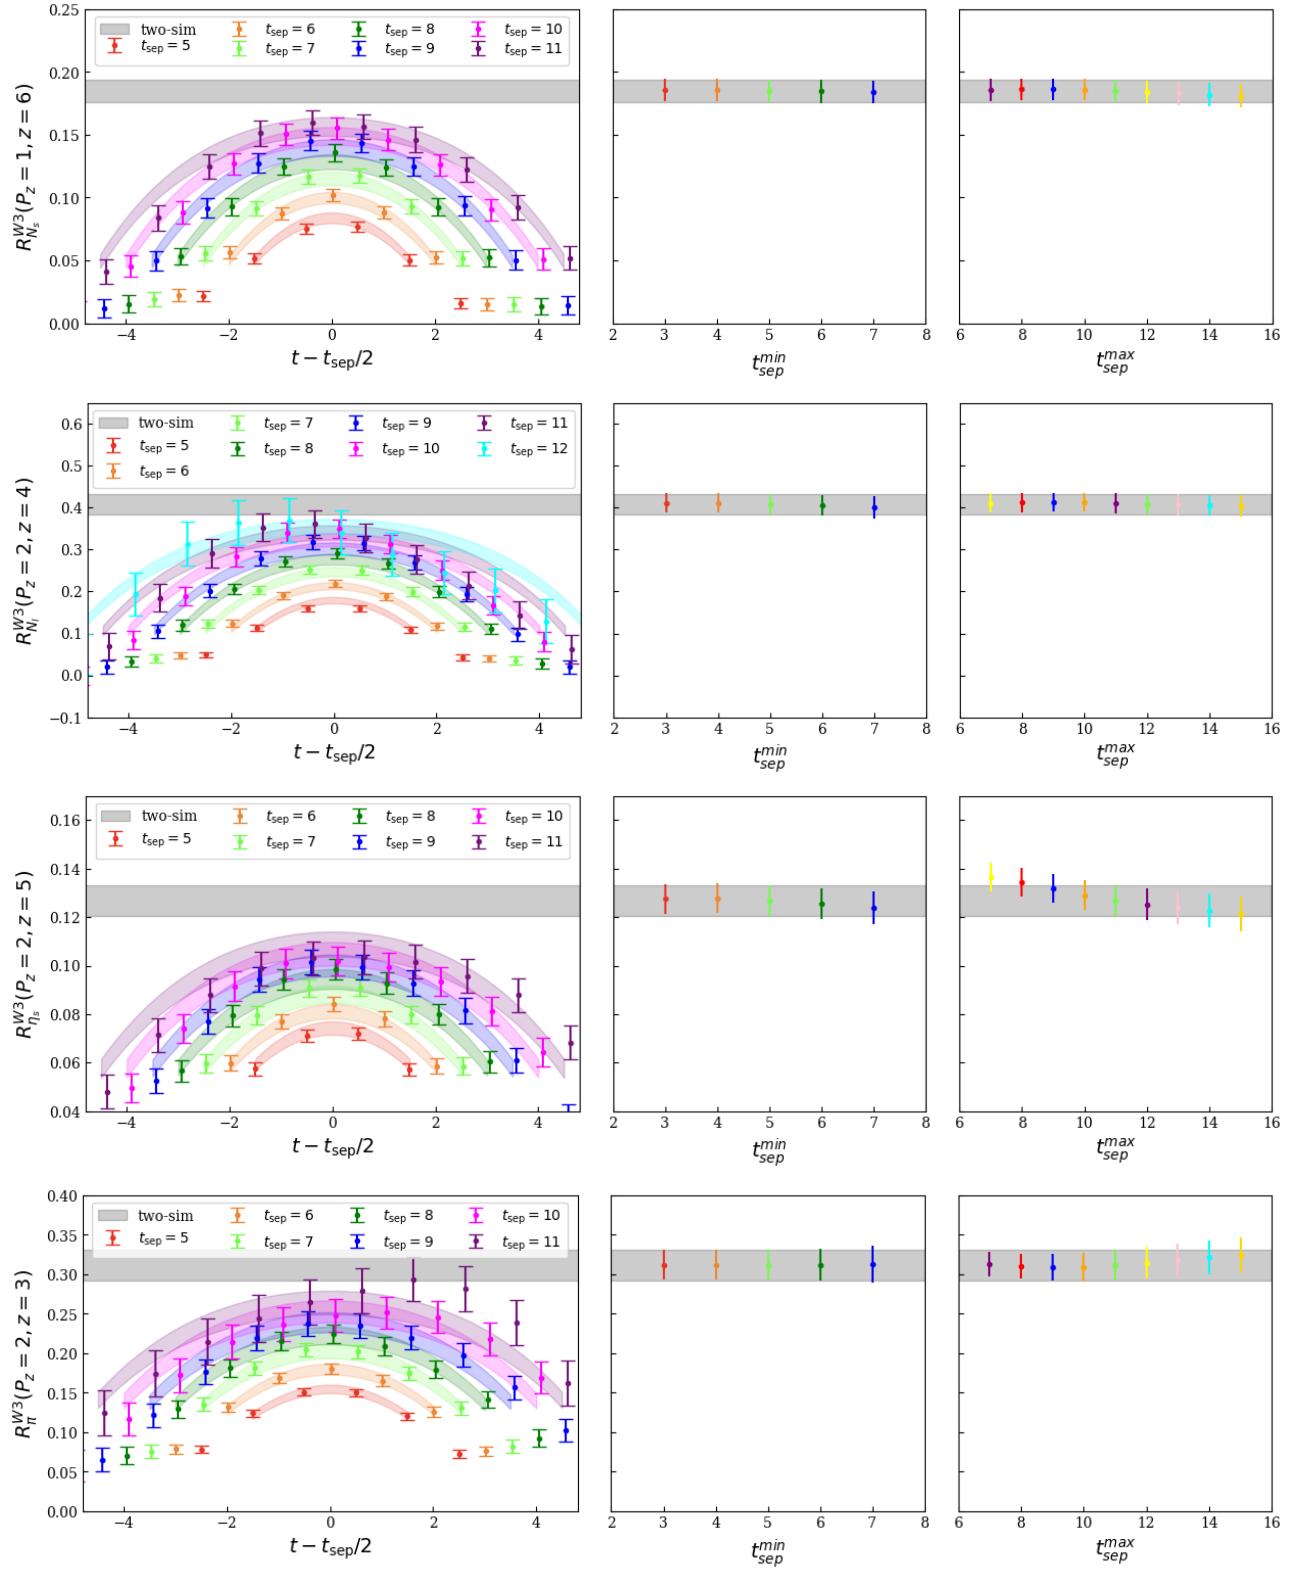 R_{N_s}^{W3}(P_z = 1, z = 6)
0.25
0.20
0.15
0.10
0.05
0.00
two-sim
t_sep = 5
t_sep = 6
t_sep = 7
t_sep = 8
t_sep = 9
t_sep = 10
t_sep = 11
−4 −2 0 2 4
t − t_sep/2
2 3 4 5 6 7 8
t_{sep}^{min}
6 8 10 12 14 16
t_{sep}^{max}
R_{N_l}^{W3}(P_z = 2, z = 4)
0.6
0.5
0.4
0.3
0.2
0.1
0.0
−0.1
two-sim
t_sep = 5
t_sep = 6
t_sep = 7
t_sep = 8
t_sep = 9
t_sep = 10
t_sep = 11
t_sep = 12
−4 −2 0 2 4
t − t_sep/2
2 3 4 5 6 7 8
t_{sep}^{min}
6 8 10 12 14 16
t_{sep}^{max}
R_{η_s}^{W3}(P_z = 2, z = 5)
0.16
0.14
0.12
0.10
0.08
0.06
0.04
two-sim
t_sep = 5
t_sep = 6
t_sep = 7
t_sep = 8
t_sep = 9
t_sep = 10
t_sep = 11
−4 −2 0 2 4
t − t_sep/2
2 3 4 5 6 7 8
t_{sep}^{min}
6 8 10 12 14 16
t_{sep}^{max}
R_π^{W3}(P_z = 2, z = 3)
0.40
0.35
0.30
0.25
0.20
0.15
0.10
0.05
0.00
two-sim
t_sep = 5
t_sep = 6
t_sep = 7
t_sep = 8
t_sep = 9
t_sep = 10
t_sep = 11
−4 −2 0 2 4
t − t_sep/2
2 3 4 5 6 7 8
t_{sep}^{min}
6 8 10 12 14 16
t_{sep}^{max}